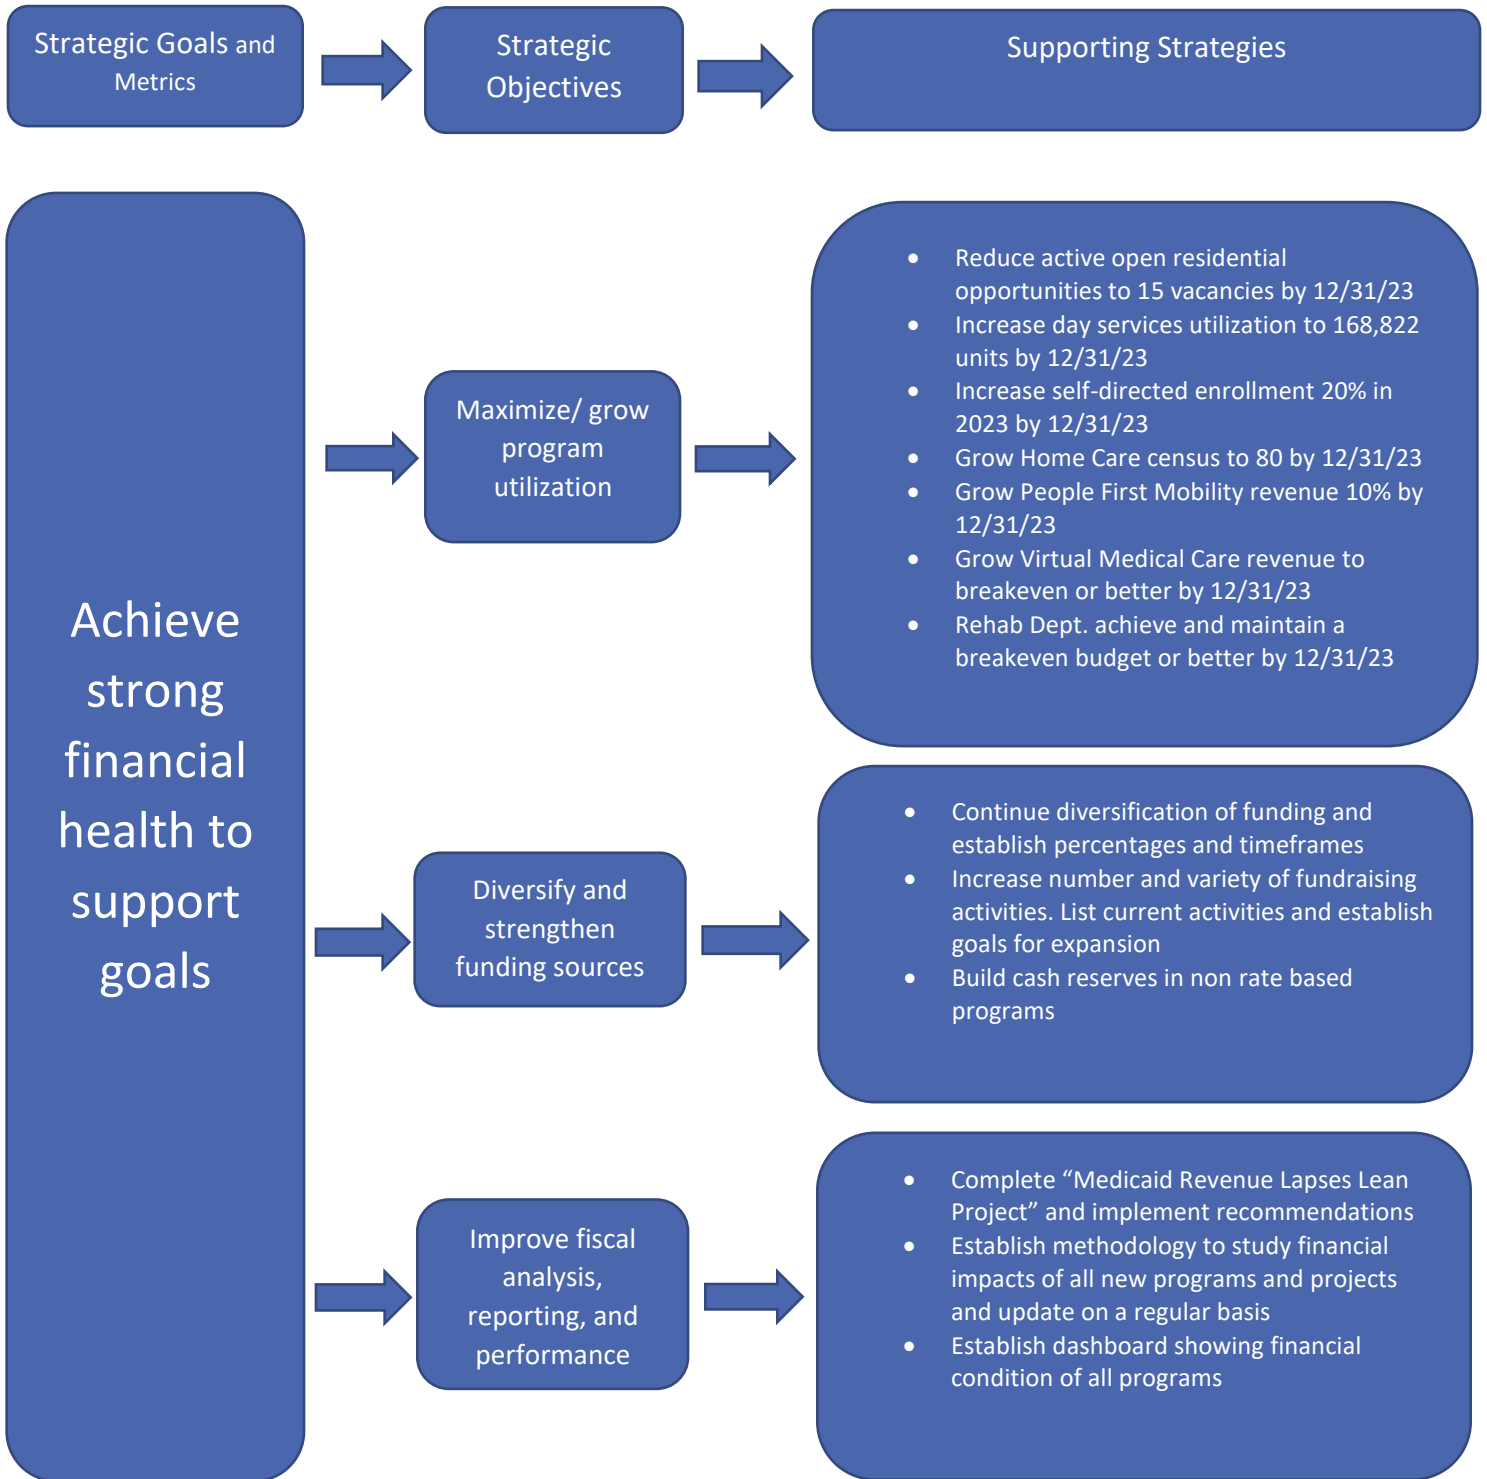 Strategic Goals and
Metrics
Strategic
Objectives
Supporting Strategies
Achieve
strong
financial
health to
support
goals
Maximize/ grow
program
utilization
• Reduce active open residential
opportunities to 15 vacancies by 12/31/23
• Increase day services utilization to 168,822
units by 12/31/23
• Increase self-directed enrollment 20% in
2023 by 12/31/23
• Grow Home Care census to 80 by 12/31/23
• Grow People First Mobility revenue 10% by
12/31/23
• Grow Virtual Medical Care revenue to
breakeven or better by 12/31/23
• Rehab Dept. achieve and maintain a
breakeven budget or better by 12/31/23
Diversify and
strengthen
funding sources
• Continue diversification of funding and
establish percentages and timeframes
• Increase number and variety of fundraising
activities. List current activities and establish
goals for expansion
• Build cash reserves in non rate based
programs
Improve fiscal
analysis,
reporting, and
performance
• Complete “Medicaid Revenue Lapses Lean
Project” and implement recommendations
• Establish methodology to study financial
impacts of all new programs and projects
and update on a regular basis
• Establish dashboard showing financial
condition of all programs